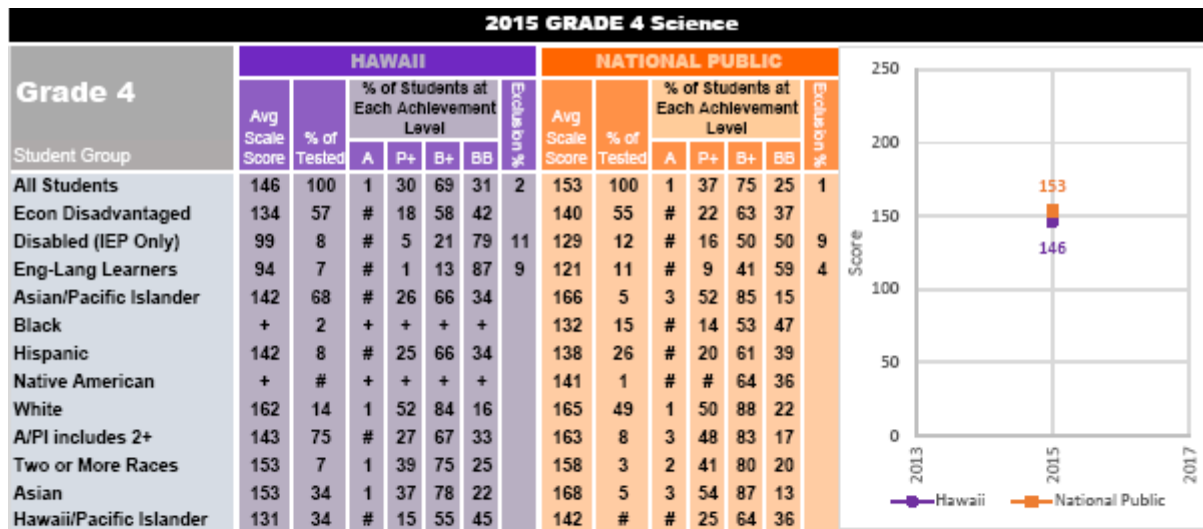 2015 GRADE 4 Science
Grade 4
Student Group
HAWAII
NATIONAL PUBLIC
Avg Scale Score
% of Tested
% of Students at Each Achievement Level
A P+ B+ BB
Exclusion %
Avg Scale Score
% of Tested
% of Students at Each Achievement Level
A P+ B+ BB
Exclusion %
All Students 146 100 1 30 69 31 2 153 100 1 37 75 25 1
Econ Disadvantaged 134 57 # 18 58 42 140 55 # 22 63 37
Disabled (IEP Only) 99 8 # 5 21 79 11 129 12 # 16 50 50 9
Eng-Lang Learners 94 7 # 1 13 87 9 121 11 # 9 41 59 4
Asian/Pacific Islander 142 68 # 26 66 34 166 5 3 52 85 15
Black + 2 + + + + 132 15 # 14 53 47
Hispanic 142 8 # 25 66 34 138 26 # 20 61 39
Native American + # + + + + 141 1 # # 64 36
White 162 14 1 52 84 16 165 49 1 50 88 22
A/PI includes 2+ 143 75 # 27 67 33 163 8 3 48 83 17
Two or More Races 153 7 1 39 75 25 158 3 2 41 80 20
Asian 153 34 1 37 78 22 168 5 3 54 87 13
Hawaii/Pacific Islander 131 34 # 15 55 45 142 # # 25 64 36
250
200
150
100
50
0
Score
153
146
2013
2015
2017
Hawaii
National Public